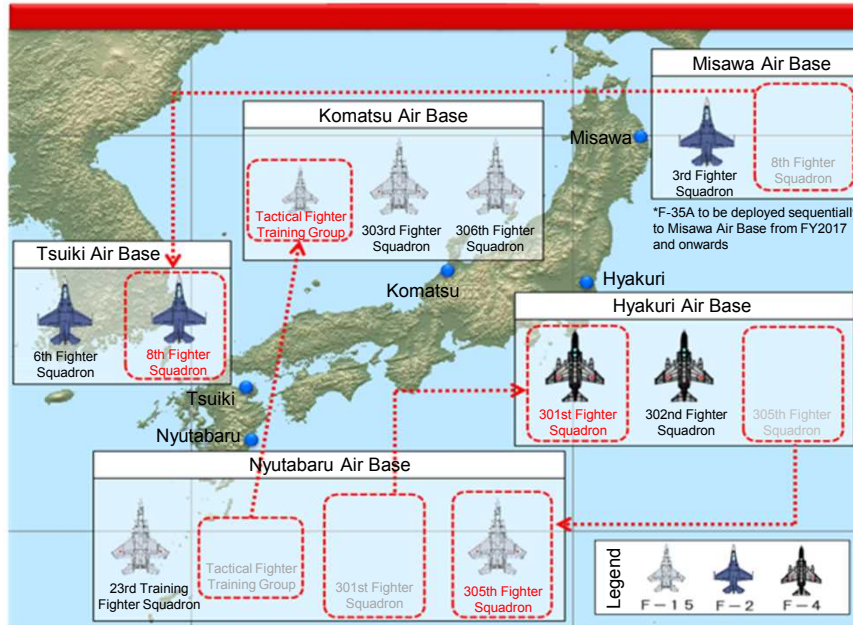 Misawa Air Base
3rd Fighter
Squadron
8th Fighter
Squadron
*F-35A to be deployed sequentially
to Misawa Air Base from FY2017
and onwards
Misawa
Komatsu Air Base
Tactical Fighter
Training Group
303rd Fighter
Squadron
306th Fighter
Squadron
Komatsu
Tsuiki Air Base
6th Fighter
Squadron
8th Fighter
Squadron
Tsuiki
Hyakuri
Hyakuri Air Base
301st Fighter
Squadron
302nd Fighter
Squadron
305th Fighter
Squadron
Nyutabaru
Nyutabaru Air Base
23rd Training
Fighter Squadron
Tactical Fighter
Training Group
301st Fighter
Squadron
305th Fighter
Squadron
Legend
F-15
F-2
F-4